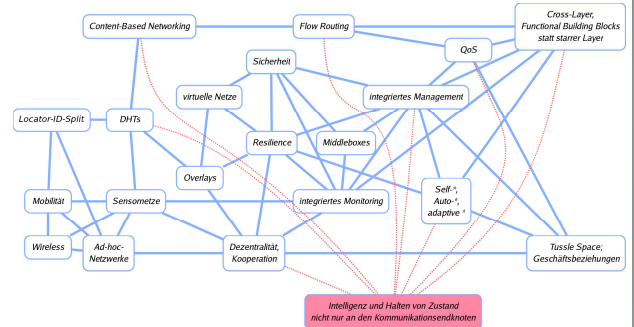 Content-Based Networking
Flow Routing
Cross-Layer,
Functional Building Blocks
statt starrer Layer
QoS
Sicherheit
virtuelle Netze
integriertes Management
Locator-ID-Split
DHTs
Resilience
Middleboxes
Overlays
Self-*,
Auto-*,
adaptive *
Mobilität
Sensornetze
integriertes Monitoring
Wireless
Ad-hoc-
Netzwerke
Dezentralität,
Kooperation
Tussle Space;
Geschäftsbeziehungen
Intelligenz und Halten von Zustand
nicht nur an den Kommunikationsendknoten